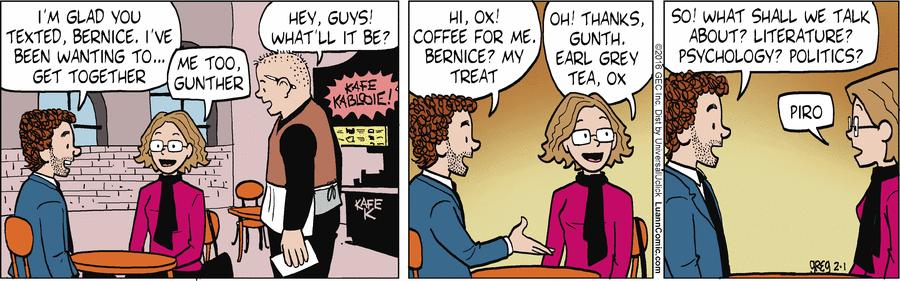 I'M GLAD YOU
TEXTED, BERNICE. I'VE
BEEN WANTING TO...
GET TOGETHER
ME TOO,
GUNTHER
HEY, GUYS!
WHAT'LL IT BE?
KAFE
KABLOOIE!
KAFE
K
HI, OX!
COFFEE FOR ME.
BERNICE? MY
TREAT
OH! THANKS,
GUNTH.
EARL GREY
TEA, OX
©2016 GEC Inc. Dist by Universal Uclick LuannComic.com
SO! WHAT SHALL WE TALK
ABOUT? LITERATURE?
PSYCHOLOGY? POLITICS?
PIRO
GREG 2-1